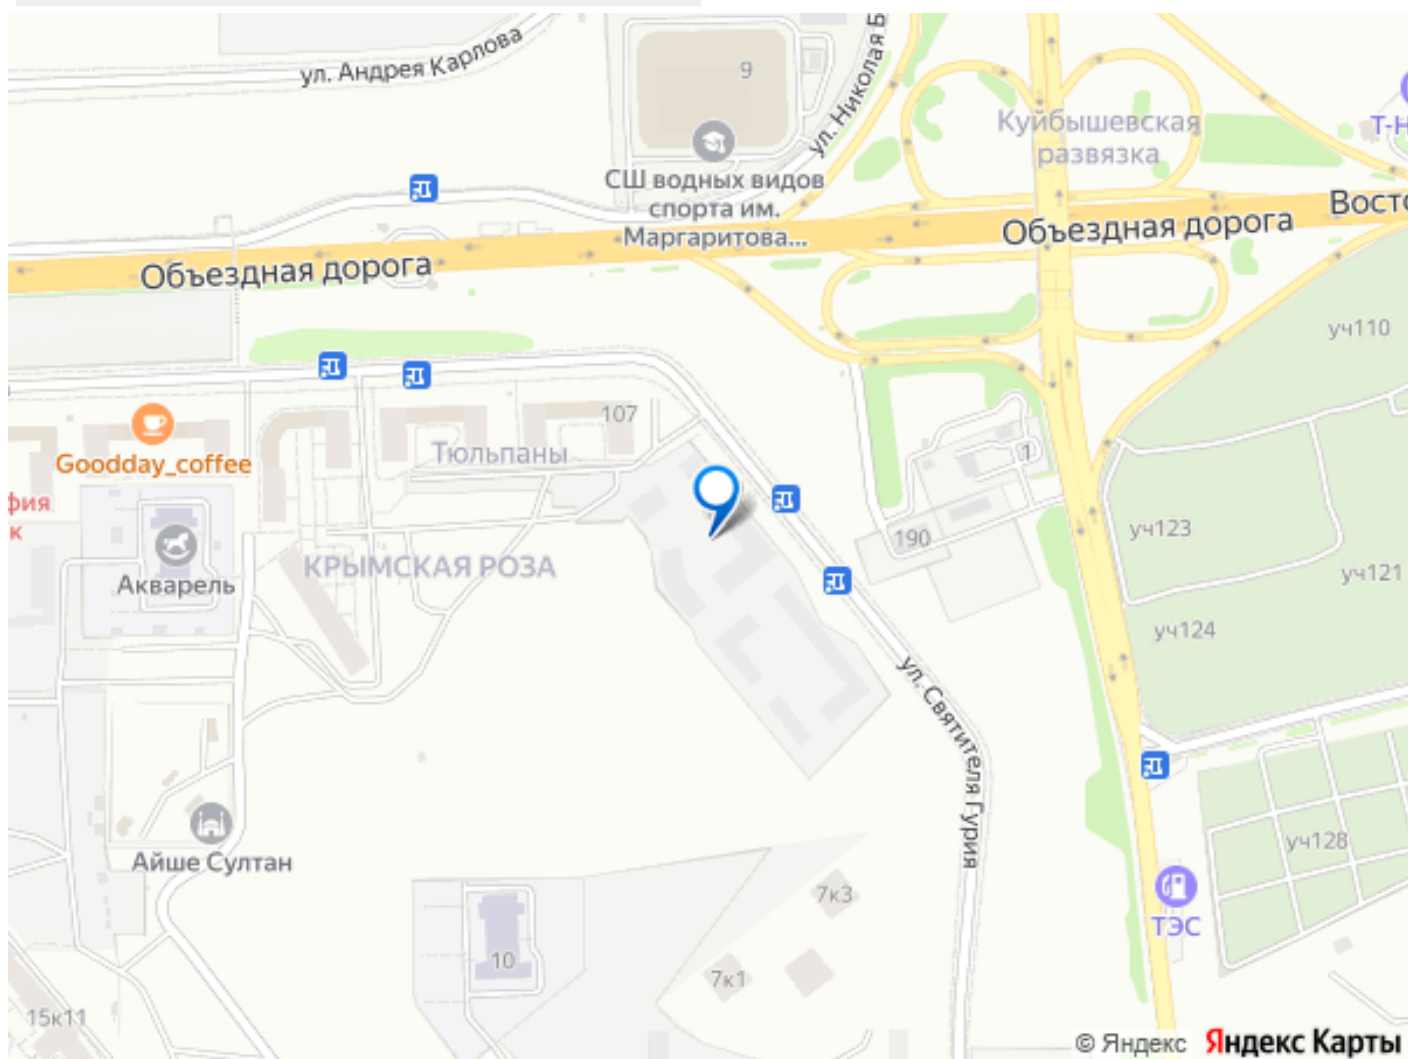 ул. Андрея Карлова
9
ул. Николая Б
Куйбышевская
развязка
Т-Н
СШ водных видов
спорта им.
Маргаритова...
Восто
Объездная дорога
Объездная дорога
уч110
107
Goodday_coffee
Тюльпаны
1
фия
к
190
уч123
Акварель
КРЫМСКАЯ РОЗА
уч121
уч124
ул. Святителя Гурия
Айше Султан
уч128
7к3
ТЭС
10
7к1
15к11
© Яндекс Яндекс Карты